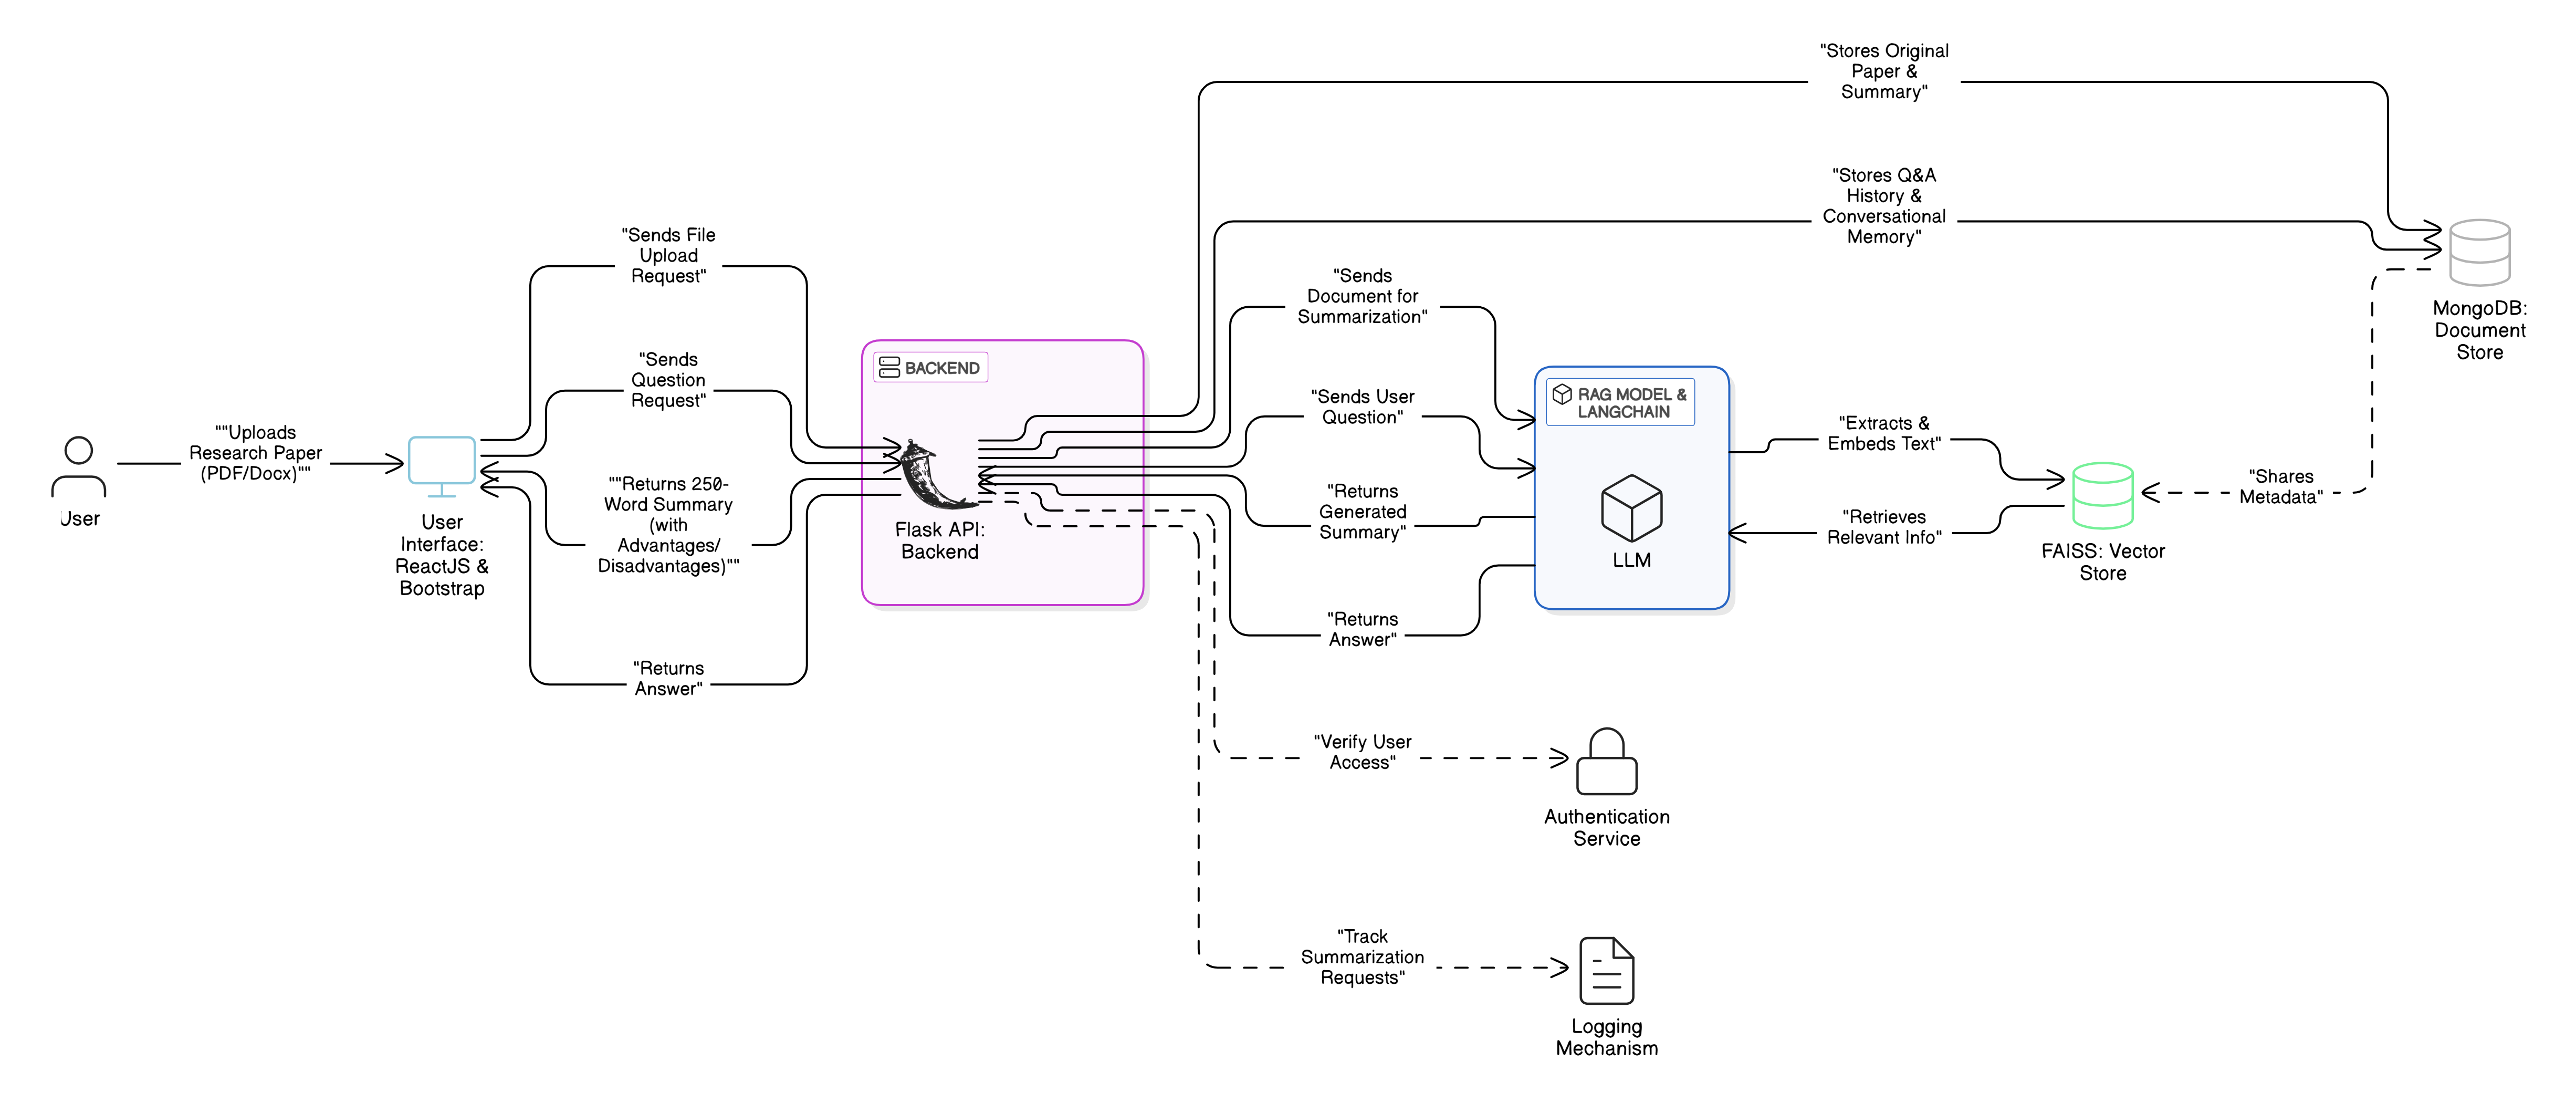 "Stores Original
Paper &
Summary"
"Stores Q&A
History &
Conversational
Memory"
"Sends File
Upload
Request"
"Sends
Document for
Summarization"
MongoDB:
Document
Store
"Sends
Question
Request"
BACKEND
"Sends User
Question"
RAG MODEL &
LANGCHAIN
""Uploads
Research Paper
(PDF/Docx)""
User
User
Interface:
ReactJS &
Bootstrap
""Returns 250-
Word Summary
(with
Advantages/
Disadvantages)""
Flask API:
Backend
"Returns
Generated
Summary"
LLM
"Extracts &
Embeds Text"
"Retrieves
Relevant Info"
FAISS: Vector
Store
"Shares
Metadata"
"Returns
Answer"
"Returns
Answer"
"Verify User
Access"
Authentication
Service
"Track
Summarization
Requests"
Logging
Mechanism